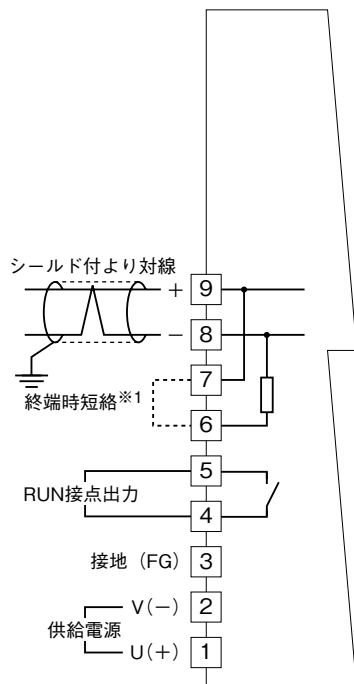 シールド付より対線
+ 9
− 8
7
終端時短絡※1
6
5
RUN接点出力
4
接地（FG） 3
V(−) 2
供給電源
U(+) 1